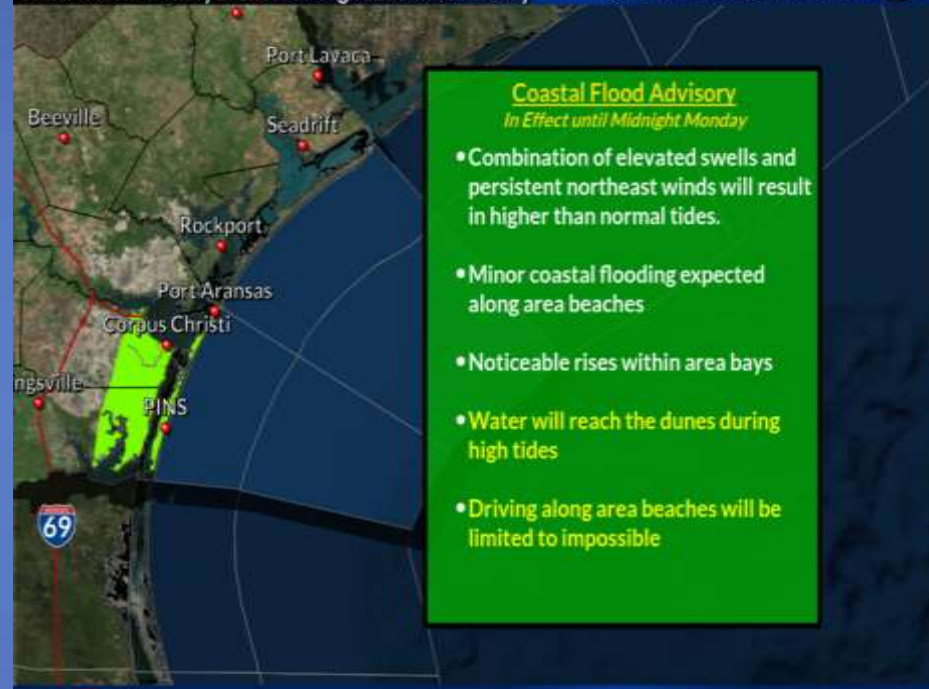 Port Lavaca
Beeville
Seadrift
Rockport
Port Aransas
Corpus Christi
ngsville
PINS
69
Coastal Flood Advisory
In Effect until Midnight Monday
•Combination of elevated swells and
persistent northeast winds will result
in higher than normal tides.
•Minor coastal flooding expected
along area beaches
•Noticeable rises within area bays
•Water will reach the dunes during
high tides
•Driving along area beaches will be
limited to impossible